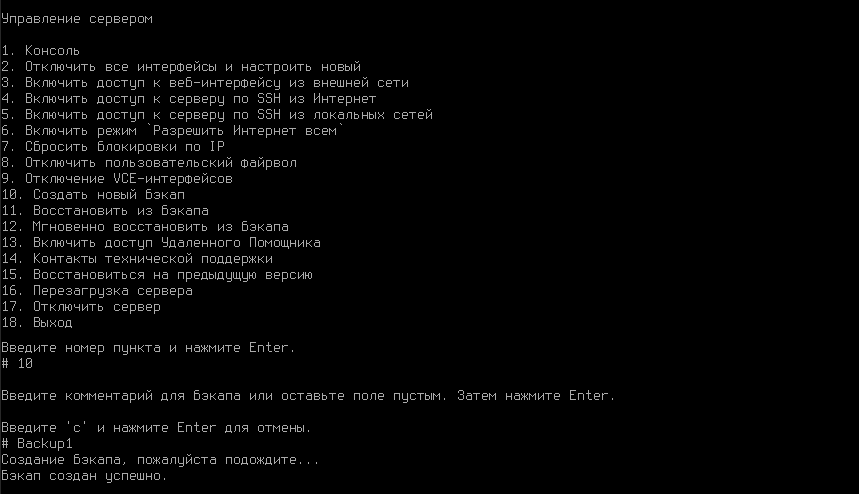 Управление сервером
1. Консоль
2. Отключить все интерфейсы и настроить новый
3. Включить доступ к веб-интерфейсу из внешней сети
4. Включить доступ к серверу по SSH из Интернет
5. Включить доступ к серверу по SSH из локальных сетей
6. Включить режим `Разрешить Интернет всем`
7. Сбросить блокировки по IP
8. Отключить пользовательский файрвол
9. Отключение VCE-интерфейсов
10. Создать новый бэкап
11. Восстановить из бэкапа
12. Мгновенно восстановить из бэкапа
13. Включить доступ Удаленного Помощника
14. Контакты технической поддержки
15. Восстановиться на предыдущую версию
16. Перезагрузка сервера
17. Отключить сервер
18. Выход
Введите номер пункта и нажмите Enter.
# 10
Введите комментарий для бэкапа или оставьте поле пустым. Затем нажмите Enter.
Введите 'c' и нажмите Enter для отмены.
# Backup1
Создание бэкапа, пожалуйста подождите...
Бэкап создан успешно.